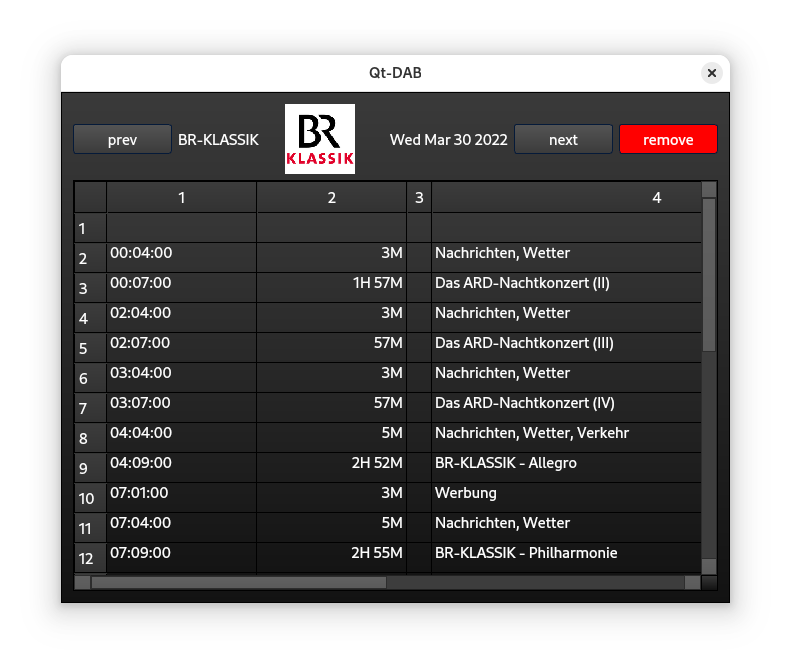 Qt-DAB
prev BR-KLASSIK BR KLASSIK Wed Mar 30 2022 next remove
1 2 3 4
1
2 00:04:00 3M Nachrichten, Wetter
3 00:07:00 1H 57M Das ARD-Nachtkonzert (II)
4 02:04:00 3M Nachrichten, Wetter
5 02:07:00 57M Das ARD-Nachtkonzert (III)
6 03:04:00 3M Nachrichten, Wetter
7 03:07:00 57M Das ARD-Nachtkonzert (IV)
8 04:04:00 5M Nachrichten, Wetter, Verkehr
9 04:09:00 2H 52M BR-KLASSIK - Allegro
10 07:01:00 3M Werbung
11 07:04:00 5M Nachrichten, Wetter
12 07:09:00 2H 55M BR-KLASSIK - Philharmonie